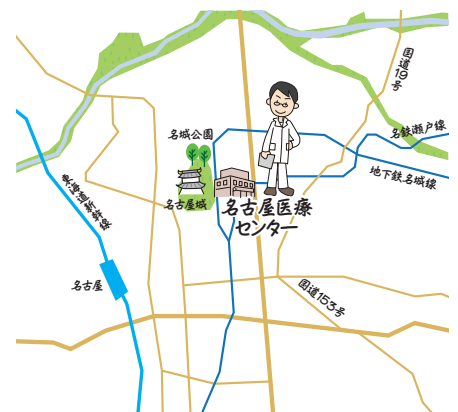 国道19号
名鉄瀬戸線
名城公園
地下鉄名城線
東海道新幹線
名古屋城
名古屋医療
センター
名古屋
国道153号